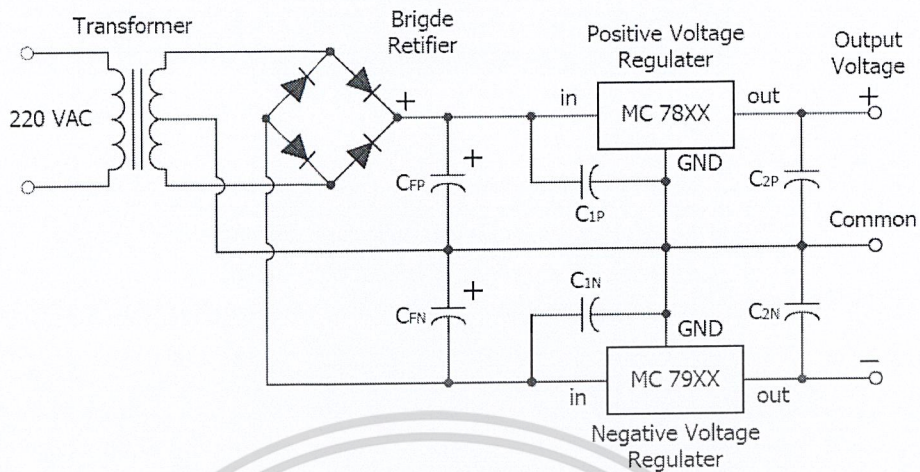 Transformer
Brigde
Retifier
Positive Voltage
Regulater
Output
Voltage
+
+
in
MC 78XX
out
220 VAC
GND
+
CFP
C1P
C2P
Common
C1N
+
CFN
GND
C2N
in
MC 79XX
out
–
Negative Voltage
Regulater